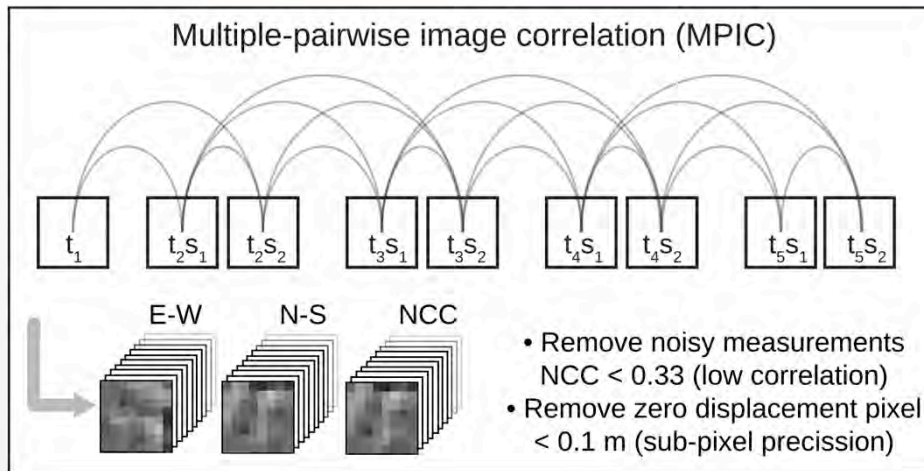 Multiple-pairwise image correlation (MPIC)
t₁ t₂s₁ t₂s₂ t₃s₁ t₃s₂ t₄s₁ t₄s₂ t₅s₁ t₅s₂
E-W N-S NCC
• Remove noisy measurements
NCC < 0.33 (low correlation)
• Remove zero displacement pixel
< 0.1 m (sub-pixel precission)